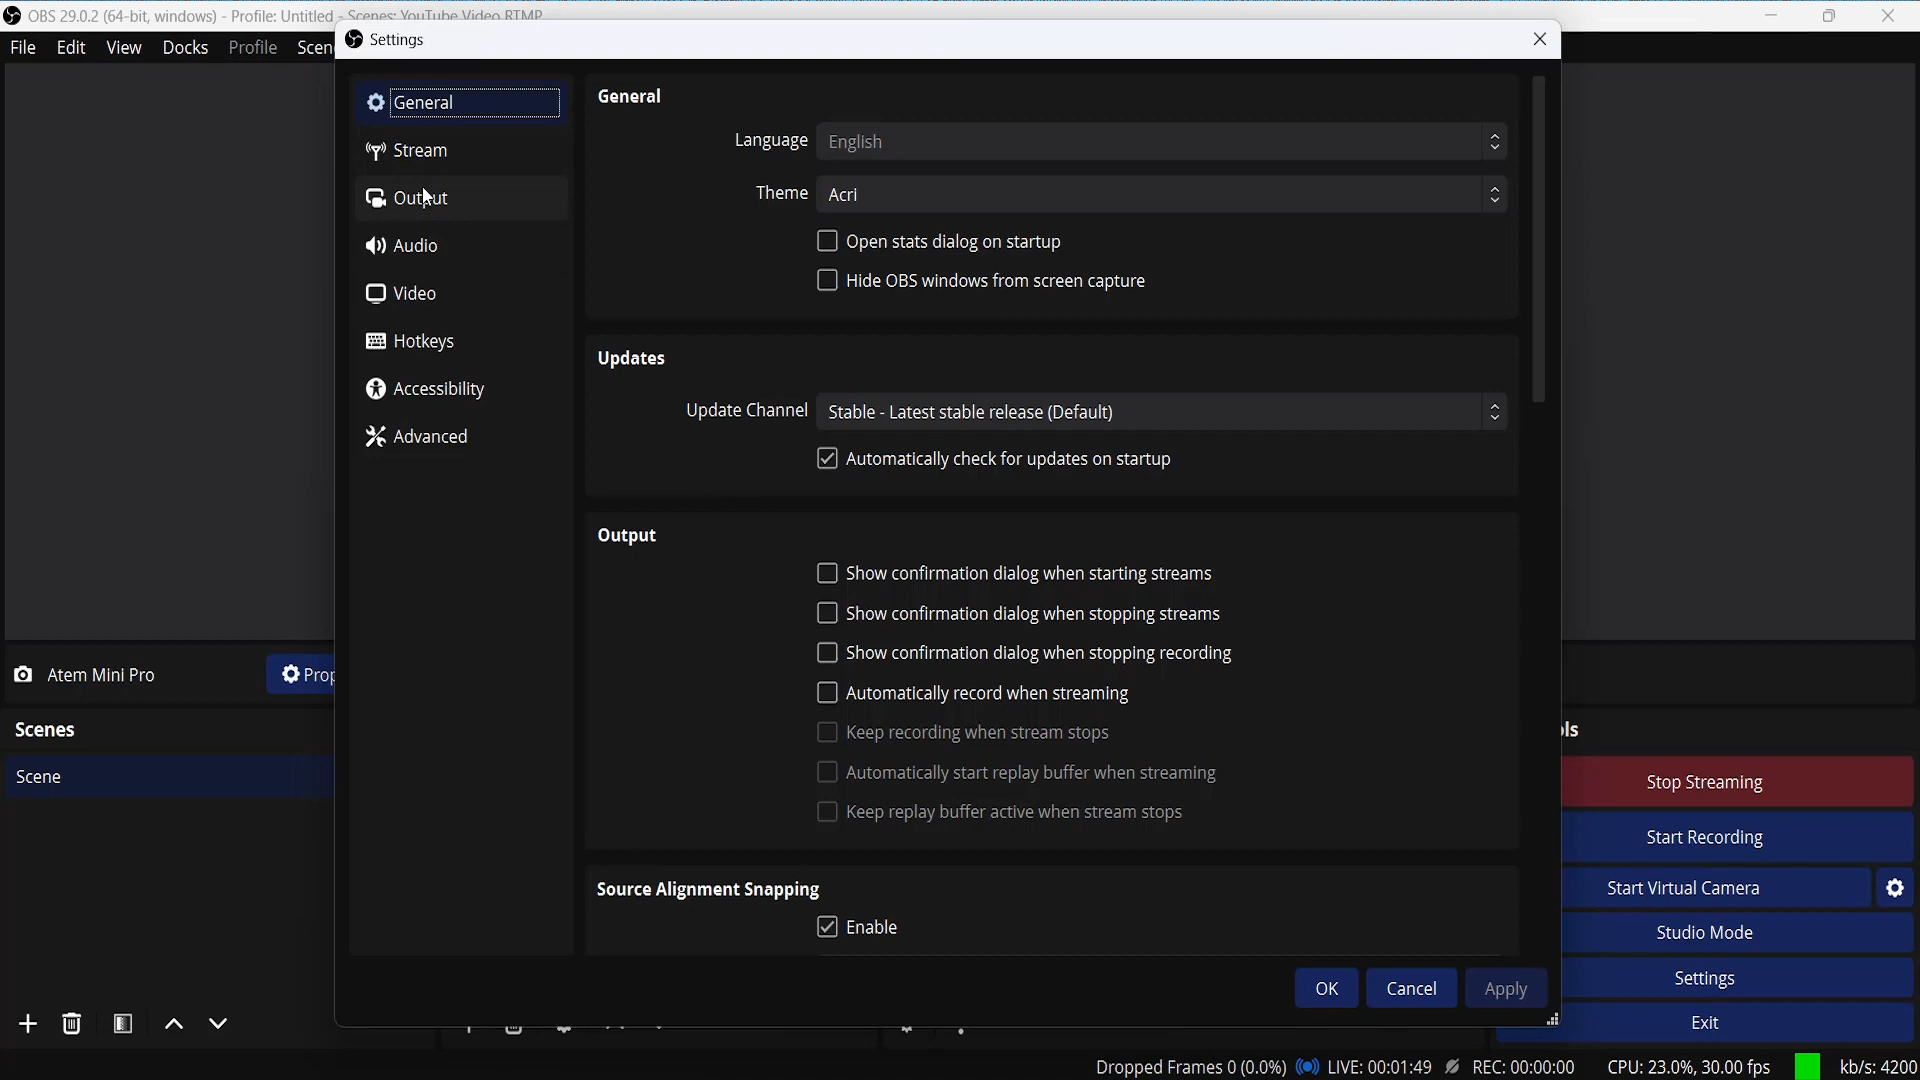 OBS 29.0.2 (64-bit, windows) - Profile: Untitled - Scenes: YouTube Video RTMP
File Edit View Docks Profile Scen
Settings
General
Stream
Output
Audio
Video
Hotkeys
Accessibility
Advanced
General
Language English
Theme Acri
Open stats dialog on startup
Hide OBS windows from screen capture
Updates
Update Channel Stable - Latest stable release (Default)
Automatically check for updates on startup
Output
Show confirmation dialog when starting streams
Show confirmation dialog when stopping streams
Show confirmation dialog when stopping recording
Automatically record when streaming
Keep recording when stream stops
Automatically start replay buffer when streaming
Keep replay buffer active when stream stops
Source Alignment Snapping
Enable
OK Cancel Apply
Atem Mini Pro Prop
Scenes
Scene
ols
Stop Streaming
Start Recording
Start Virtual Camera
Studio Mode
Settings
Exit
Dropped Frames 0 (0.0%) LIVE: 00:01:49 REC: 00:00:00 CPU: 23.0%, 30.00 fps kb/s: 4200